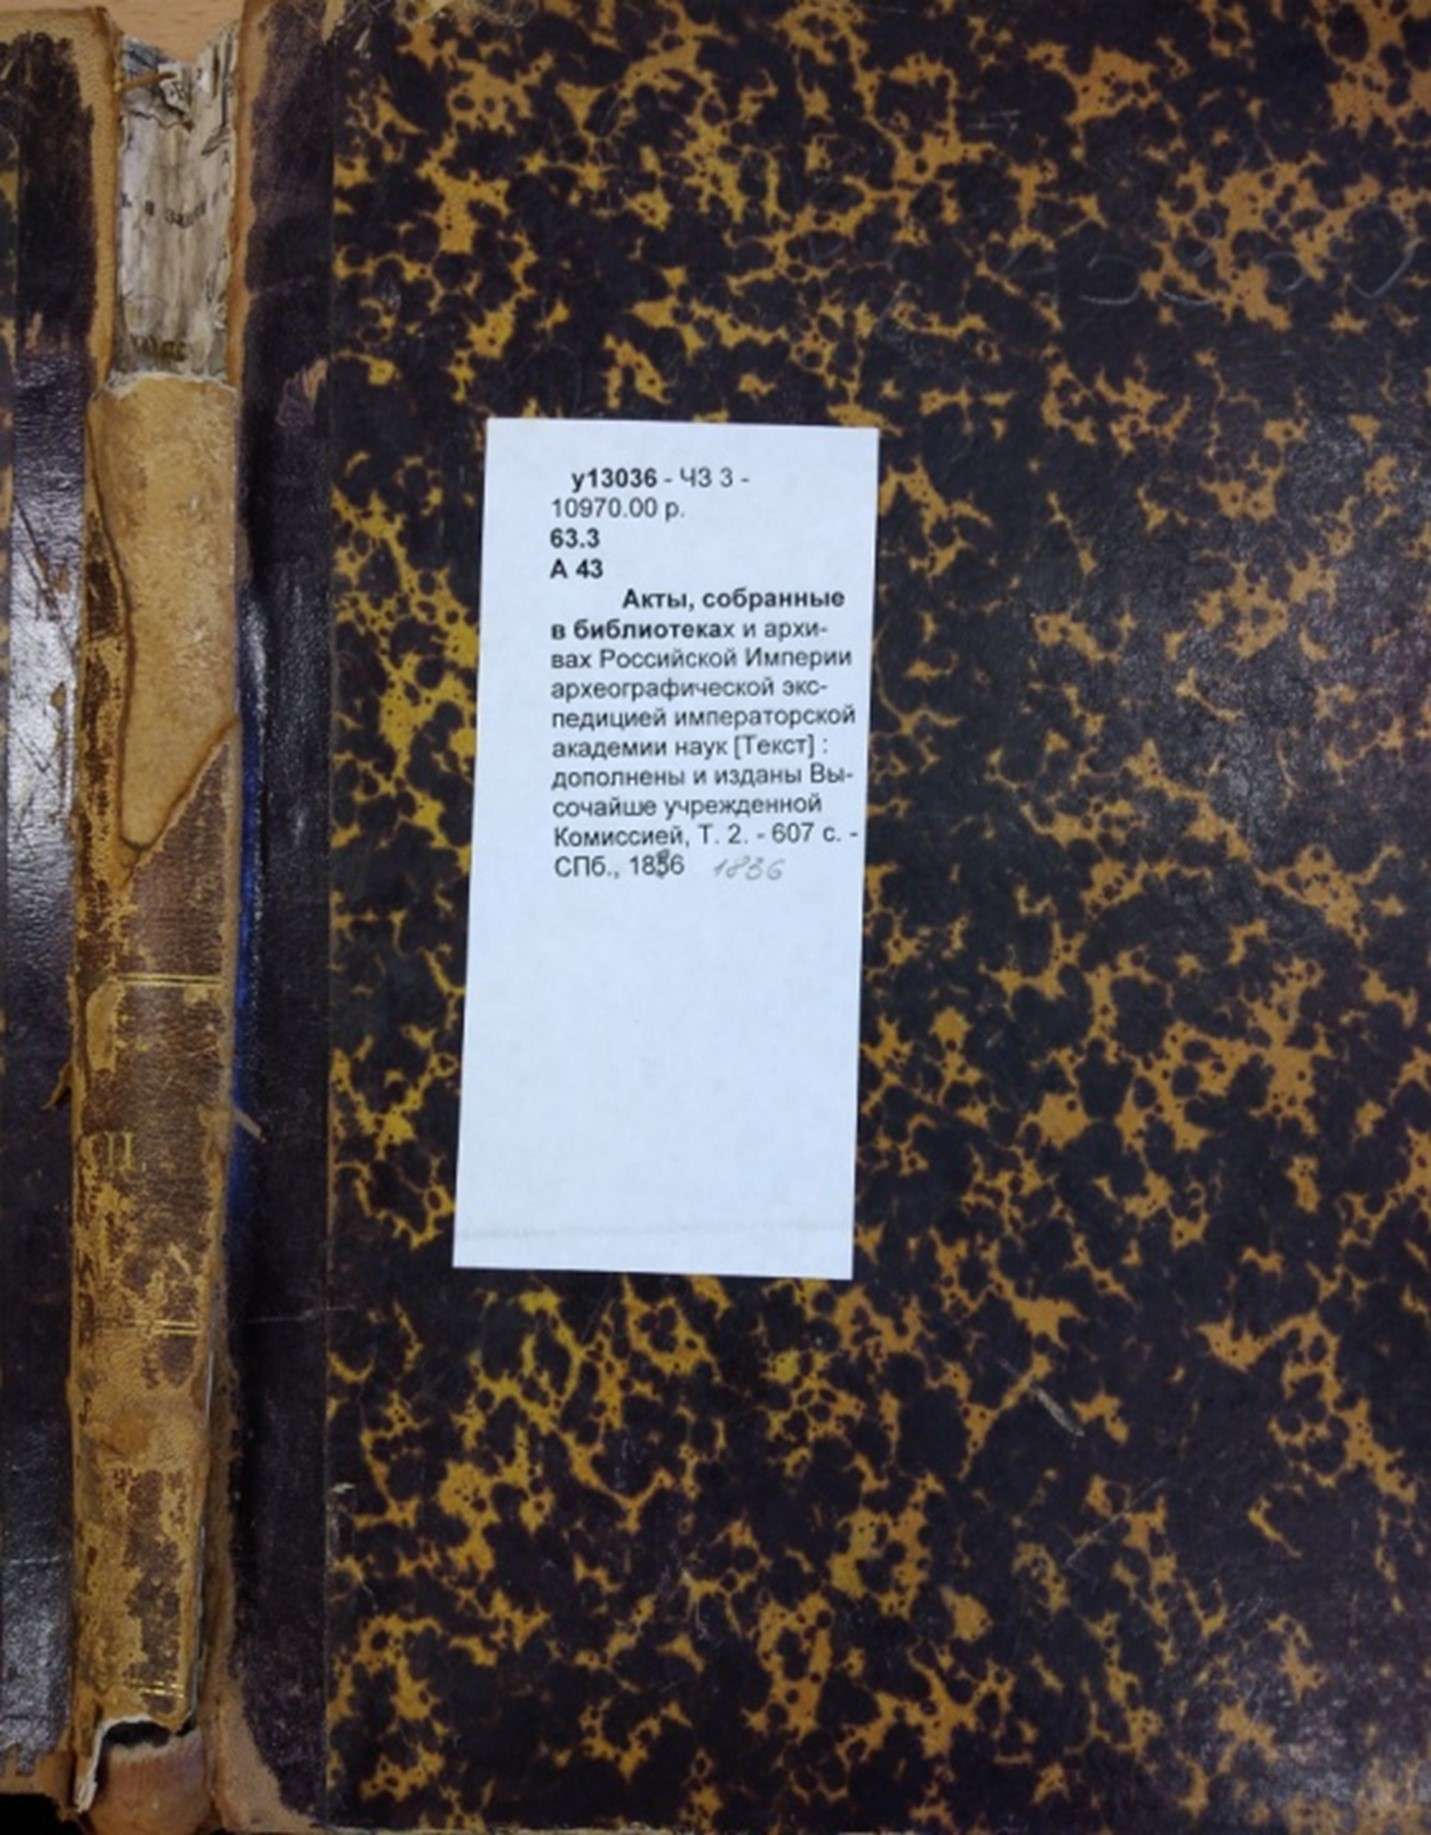 у13036 - ЧЗ 3 -
10970.00 р.
63.3
А 43
Акты, собранные
в библиотеках и архи-
вах Российской Империи
археографической экс-
педицией императорской
академии наук [Текст] :
дополнены и изданы Вы-
сочайше учрежденной
Комиссией, Т. 2. - 607 с. -
СПб., 1836 1836
II.